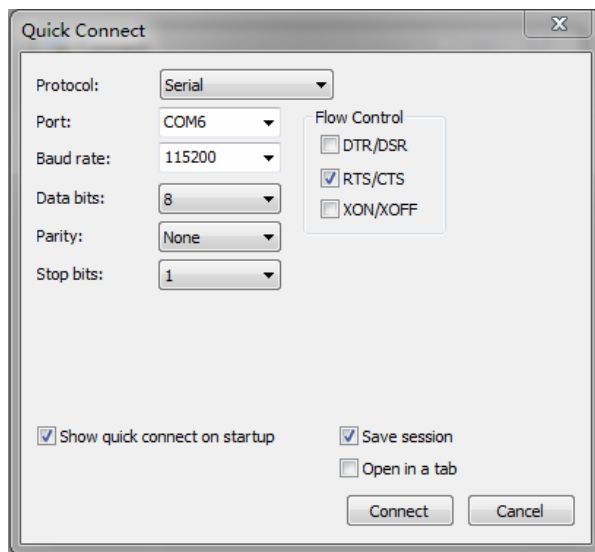 Quick Connect
Protocol: Serial
Port: COM6
Baud rate: 115200
Data bits: 8
Parity: None
Stop bits: 1
Flow Control
DTR/DSR
RTS/CTS
XON/XOFF
Show quick connect on startup
Save session
Open in a tab
Connect Cancel